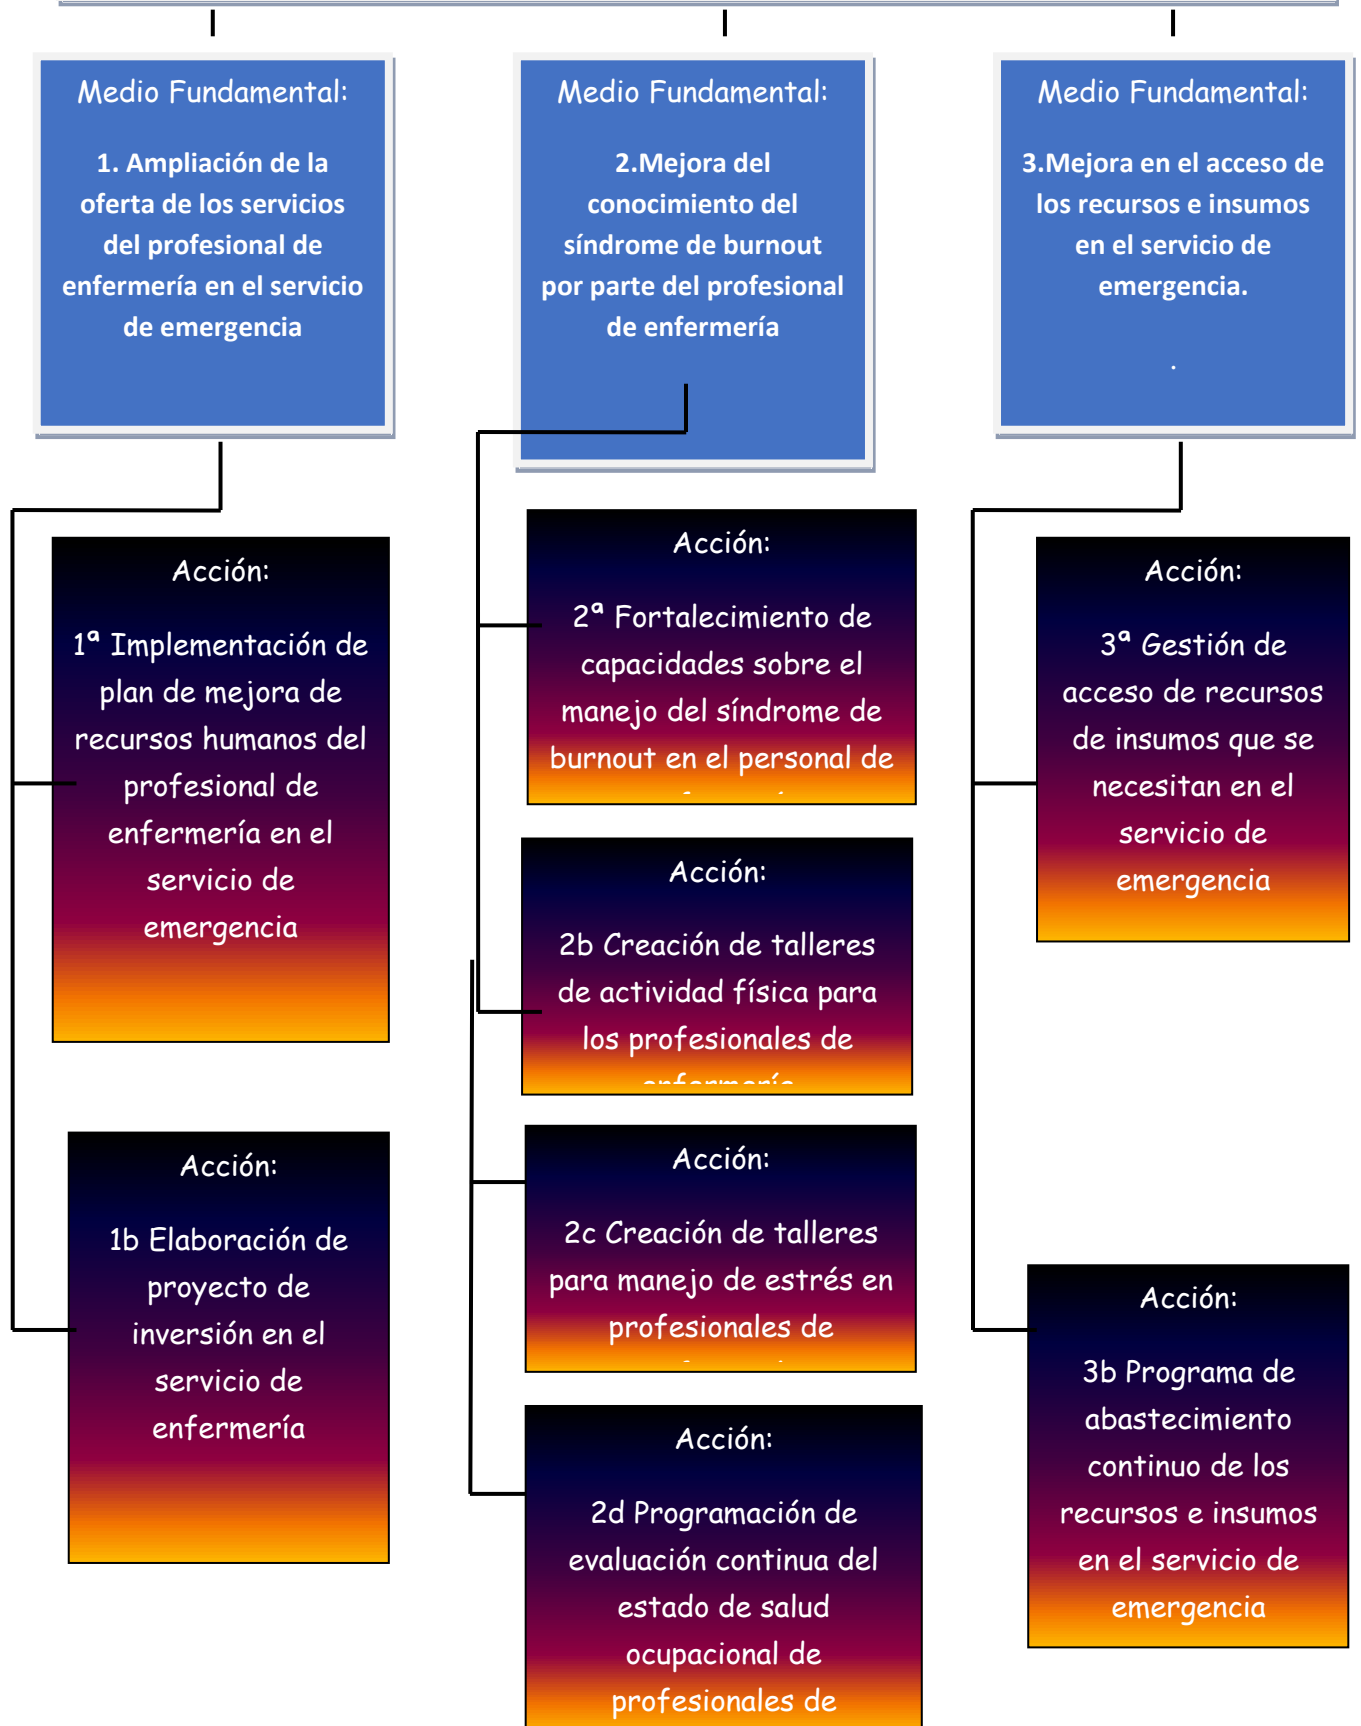 Medio Fundamental:
1. Ampliación de la
oferta de los servicios
del profesional de
enfermería en el servicio
de emergencia
Acción:
1ª Implementación de
plan de mejora de
recursos humanos del
profesional de
enfermería en el
servicio de
emergencia
Acción:
1b Elaboración de
proyecto de
inversión en el
servicio de
enfermería
Medio Fundamental:
2.Mejora del
conocimiento del
síndrome de burnout
por parte del profesional
de enfermería
Acción:
2ª Fortalecimiento de
capacidades sobre el
manejo del síndrome de
burnout en el personal de
Acción:
2b Creación de talleres
de actividad física para
los profesionales de
enfermería
Acción:
2c Creación de talleres
para manejo de estrés en
profesionales de
Acción:
2d Programación de
evaluación continua del
estado de salud
ocupacional de
profesionales de
Medio Fundamental:
3.Mejora en el acceso de
los recursos e insumos
en el servicio de
emergencia.
.
Acción:
3ª Gestión de
acceso de recursos
de insumos que se
necesitan en el
servicio de
emergencia
Acción:
3b Programa de
abastecimiento
continuo de los
recursos e insumos
en el servicio de
emergencia